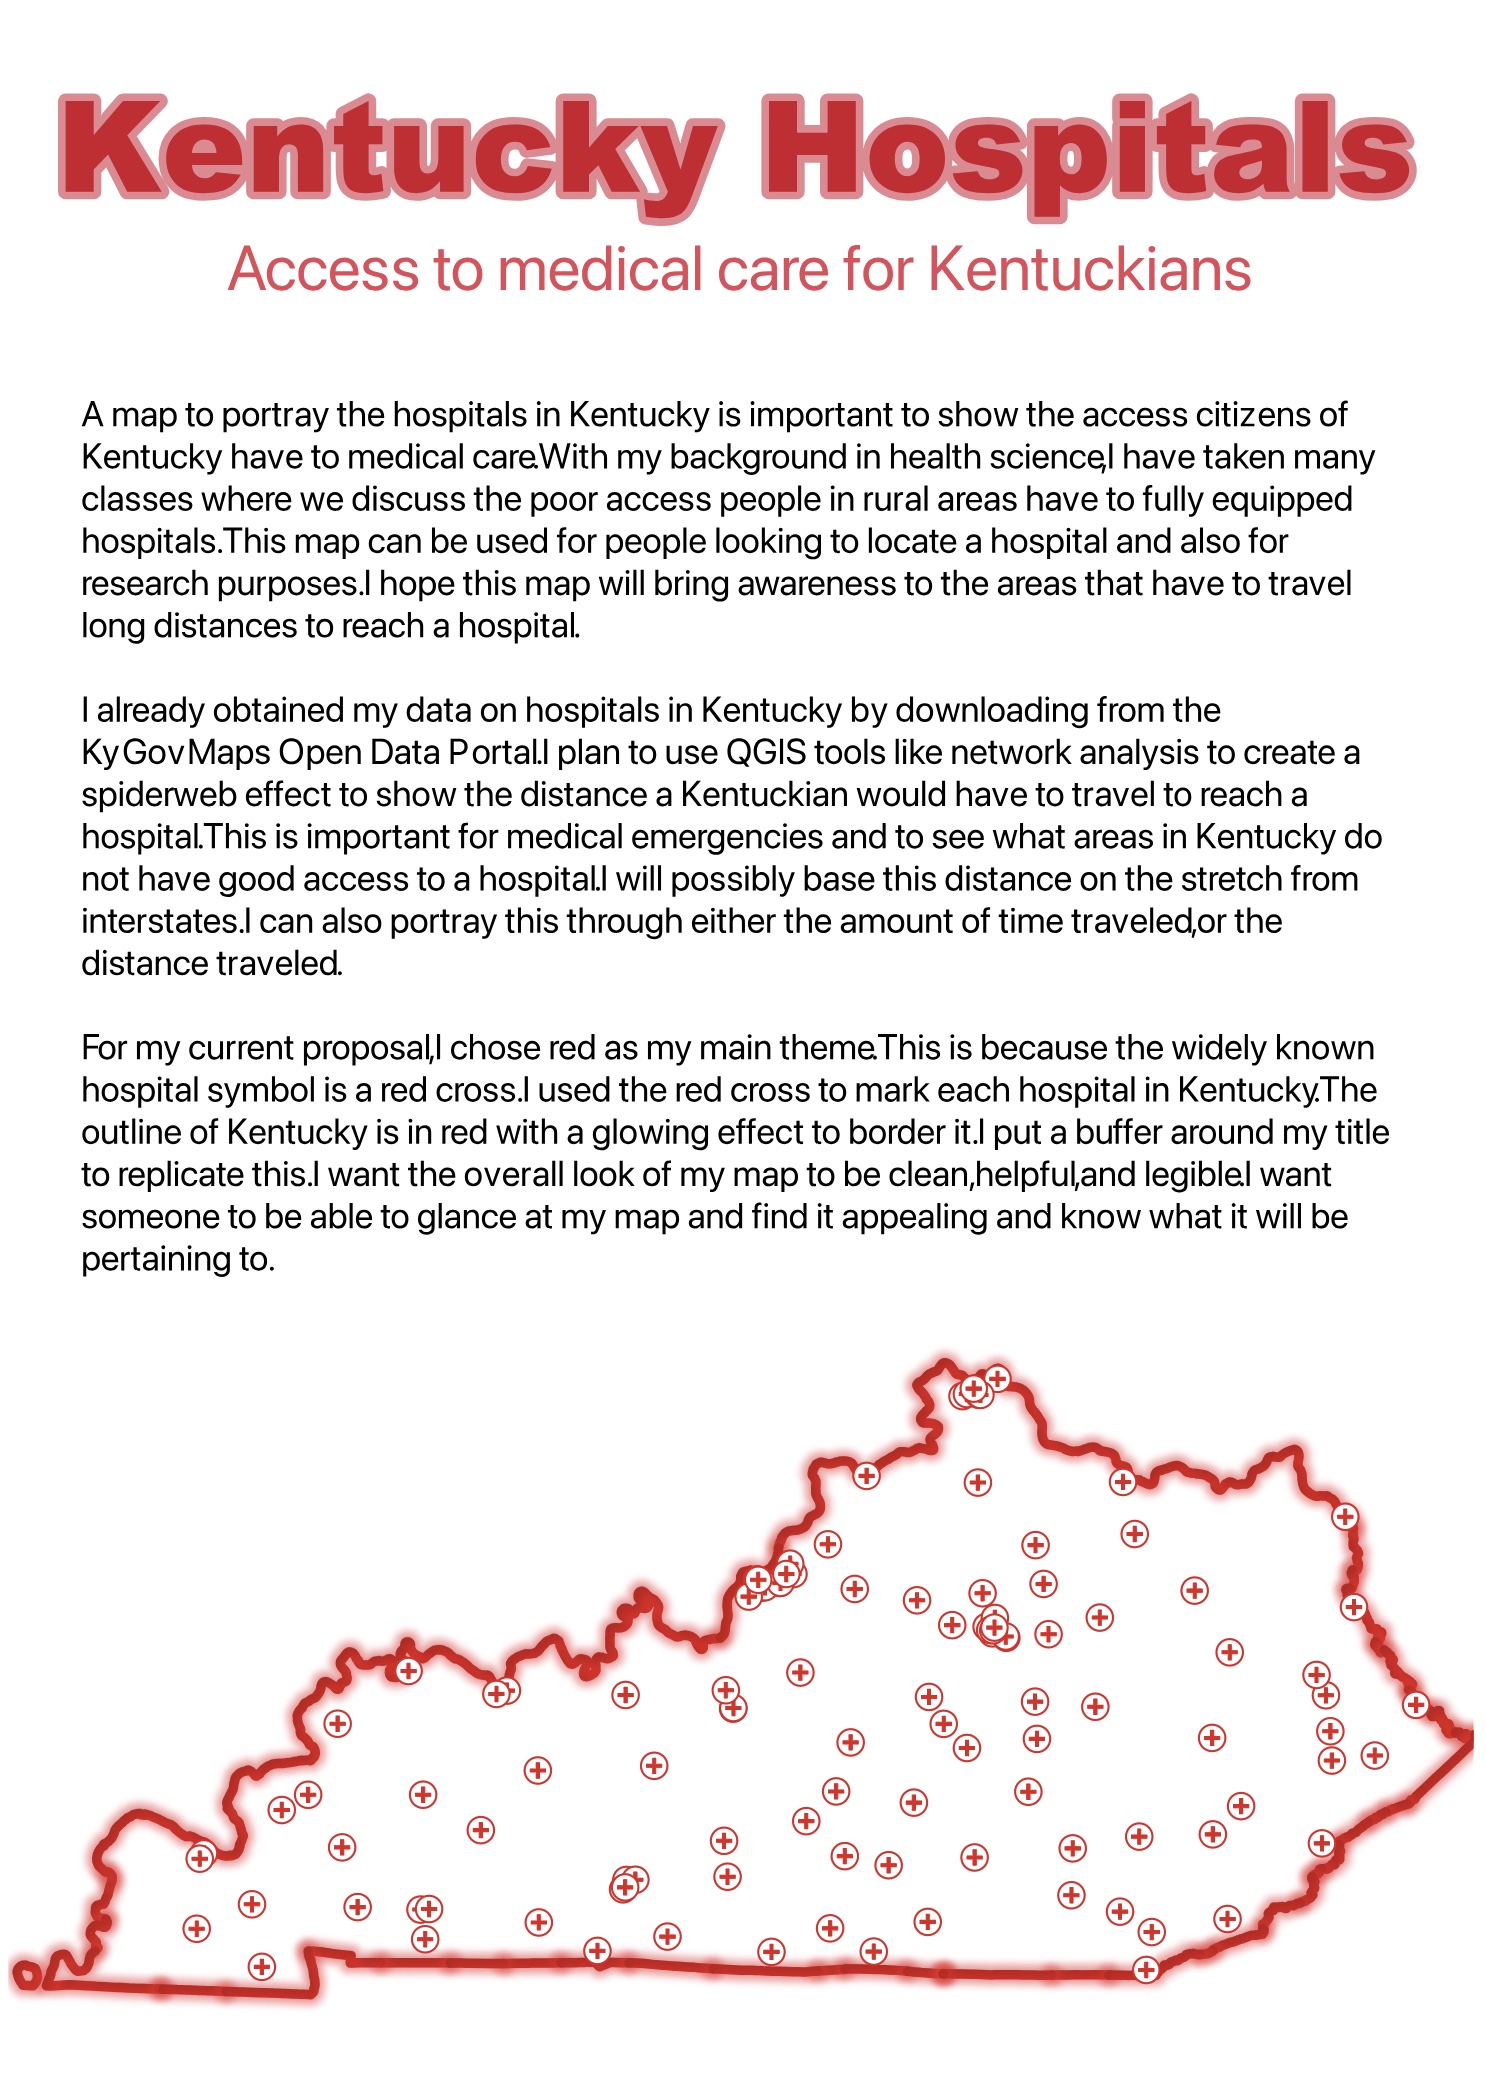 Kentucky Hospitals
Access to medical care for Kentuckians
A map to portray the hospitals in Kentucky is important to show the access citizens of
Kentucky have to medical care.With my background in health science,I have taken many
classes where we discuss the poor access people in rural areas have to fully equipped
hospitals.This map can be used for people looking to locate a hospital and also for
research purposes.I hope this map will bring awareness to the areas that have to travel
long distances to reach a hospital.
I already obtained my data on hospitals in Kentucky by downloading from the
KyGovMaps Open Data Portal.I plan to use QGIS tools like network analysis to create a
spiderweb effect to show the distance a Kentuckian would have to travel to reach a
hospital.This is important for medical emergencies and to see what areas in Kentucky do
not have good access to a hospital.I will possibly base this distance on the stretch from
interstates.I can also portray this through either the amount of time traveled,or the
distance traveled.
For my current proposal,I chose red as my main theme.This is because the widely known
hospital symbol is a red cross.I used the red cross to mark each hospital in Kentucky.The
outline of Kentucky is in red with a glowing effect to border it.I put a buffer around my title
to replicate this.I want the overall look of my map to be clean,helpful,and legible.I want
someone to be able to glance at my map and find it appealing and know what it will be
pertaining to.